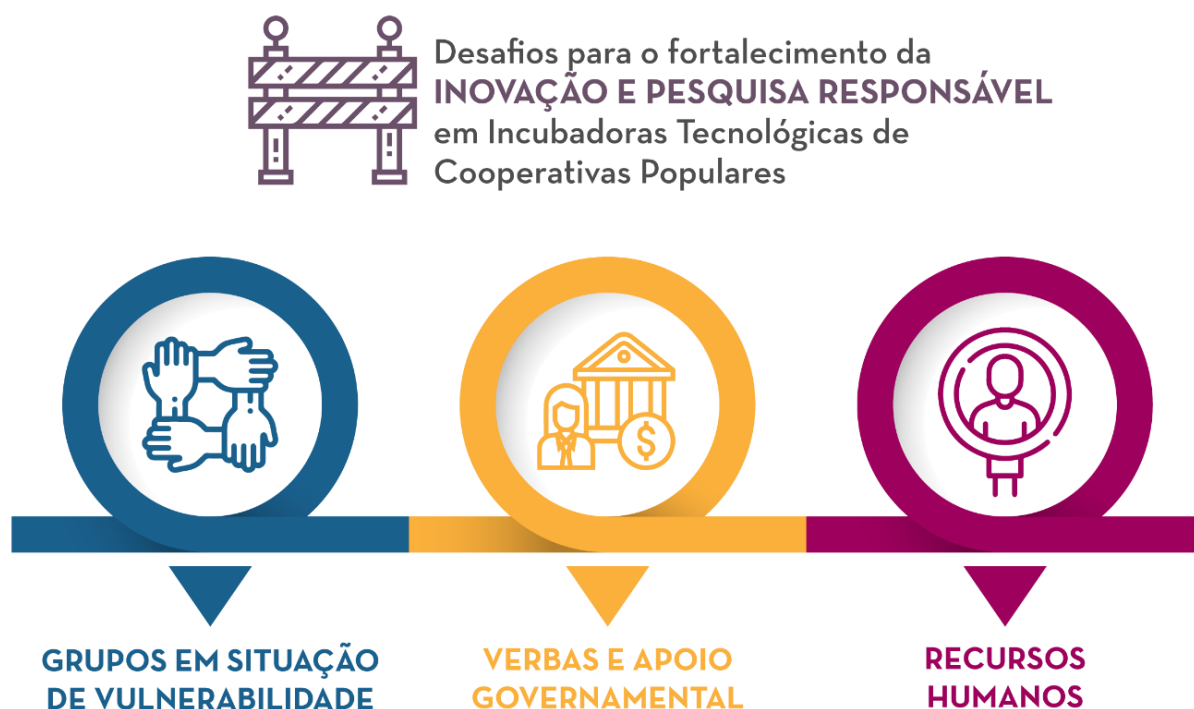 Desafios para o fortalecimento da
INOVAÇÃO E PESQUISA RESPONSÁVEL
em Incubadoras Tecnológicas de
Cooperativas Populares
$
GRUPOS EM SITUAÇÃO
DE VULNERABILIDADE
VERBAS E APOIO
GOVERNAMENTAL
RECURSOS
HUMANOS